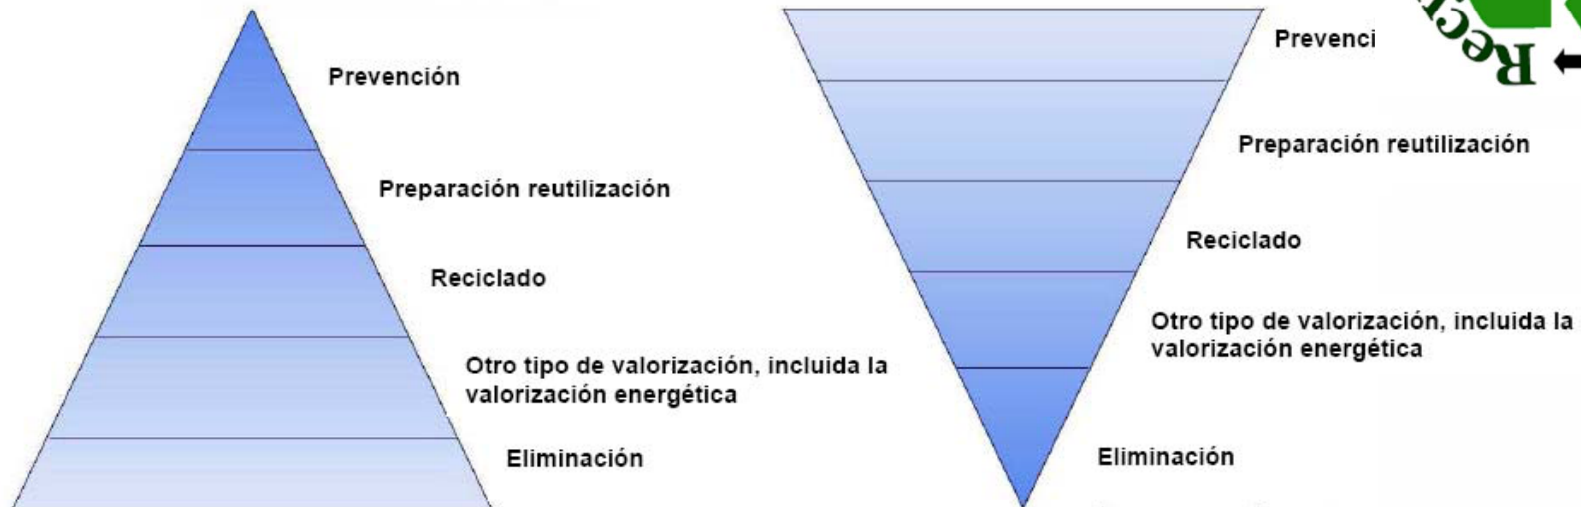 Prevención
Preparación reutilización
Reciclado
Otro tipo de valorización, incluida la
valorización energética
Eliminación
Prevenci
Preparación reutilización
Reciclado
Otro tipo de valorización, incluida la
valorización energética
Eliminación
Recu